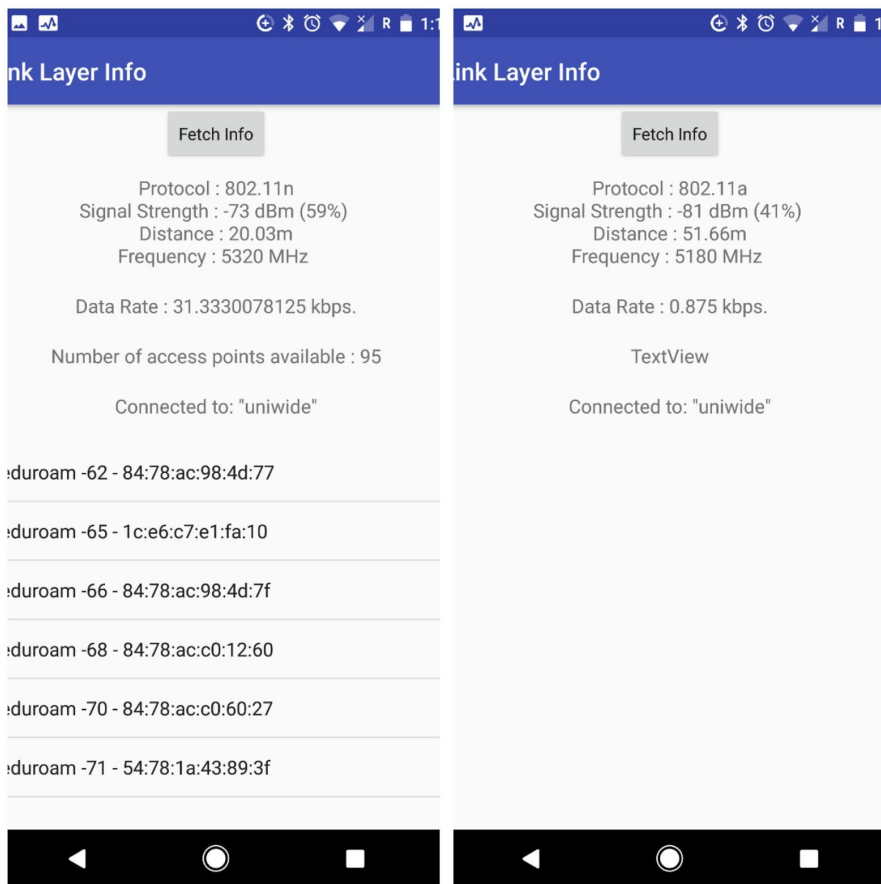 R 1:1
nk Layer Info
Fetch Info
Protocol : 802.11n
Signal Strength : -73 dBm (59%)
Distance : 20.03m
Frequency : 5320 MHz
Data Rate : 31.3330078125 kbps.
Number of access points available : 95
Connected to: "uniwide"
eduroam -62 - 84:78:ac:98:4d:77
eduroam -65 - 1c:e6:c7:e1:fa:10
eduroam -66 - 84:78:ac:98:4d:7f
eduroam -68 - 84:78:ac:c0:12:60
eduroam -70 - 84:78:ac:c0:60:27
eduroam -71 - 54:78:1a:43:89:3f
R 1
Link Layer Info
Fetch Info
Protocol : 802.11a
Signal Strength : -81 dBm (41%)
Distance : 51.66m
Frequency : 5180 MHz
Data Rate : 0.875 kbps.
TextView
Connected to: "uniwide"